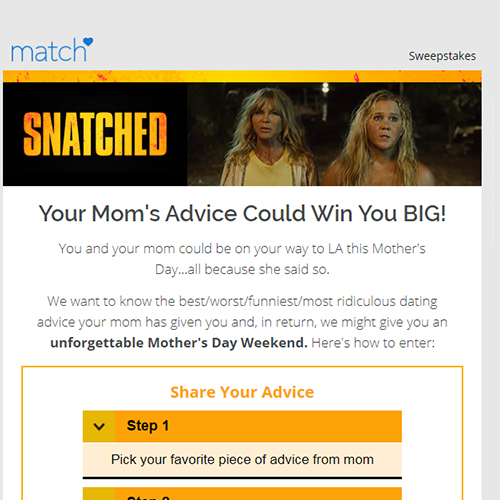 match
Sweepstakes
SNATCHED
Your Mom's Advice Could Win You BIG!
You and your mom could be on your way to LA this Mother's
Day...all because she said so.
We want to know the best/worst/funniest/most ridiculous dating
advice your mom has given you and, in return, we might give you an
unforgettable Mother's Day Weekend. Here's how to enter:
Share Your Advice
Step 1
Pick your favorite piece of advice from mom